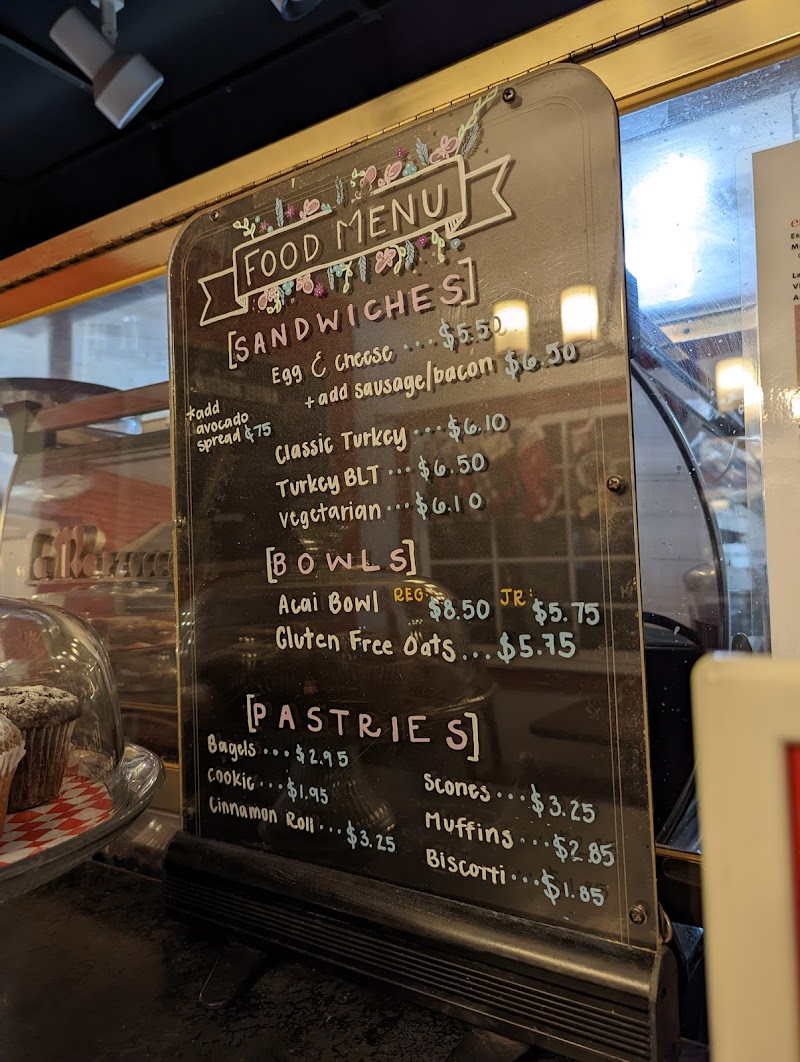 FOOD MENU
[SANDWICHES]
Egg & Cheese ... $5.50
+ add sausage/bacon $6.50
*add
avocado
spread $.75
Classic Turkey ... $6.10
Turkey BLT ... $6.50
Vegetarian ... $6.10
[BOWLS]
Acai Bowl REG: $8.50 JR: $5.75
Gluten Free Oats ... $5.75
[PASTRIES]
Bagels ... $2.95
Cookie ... $1.95
Cinnamon Roll ... $3.25
Scones ... $3.25
Muffins ... $2.85
Biscotti ... $1.85